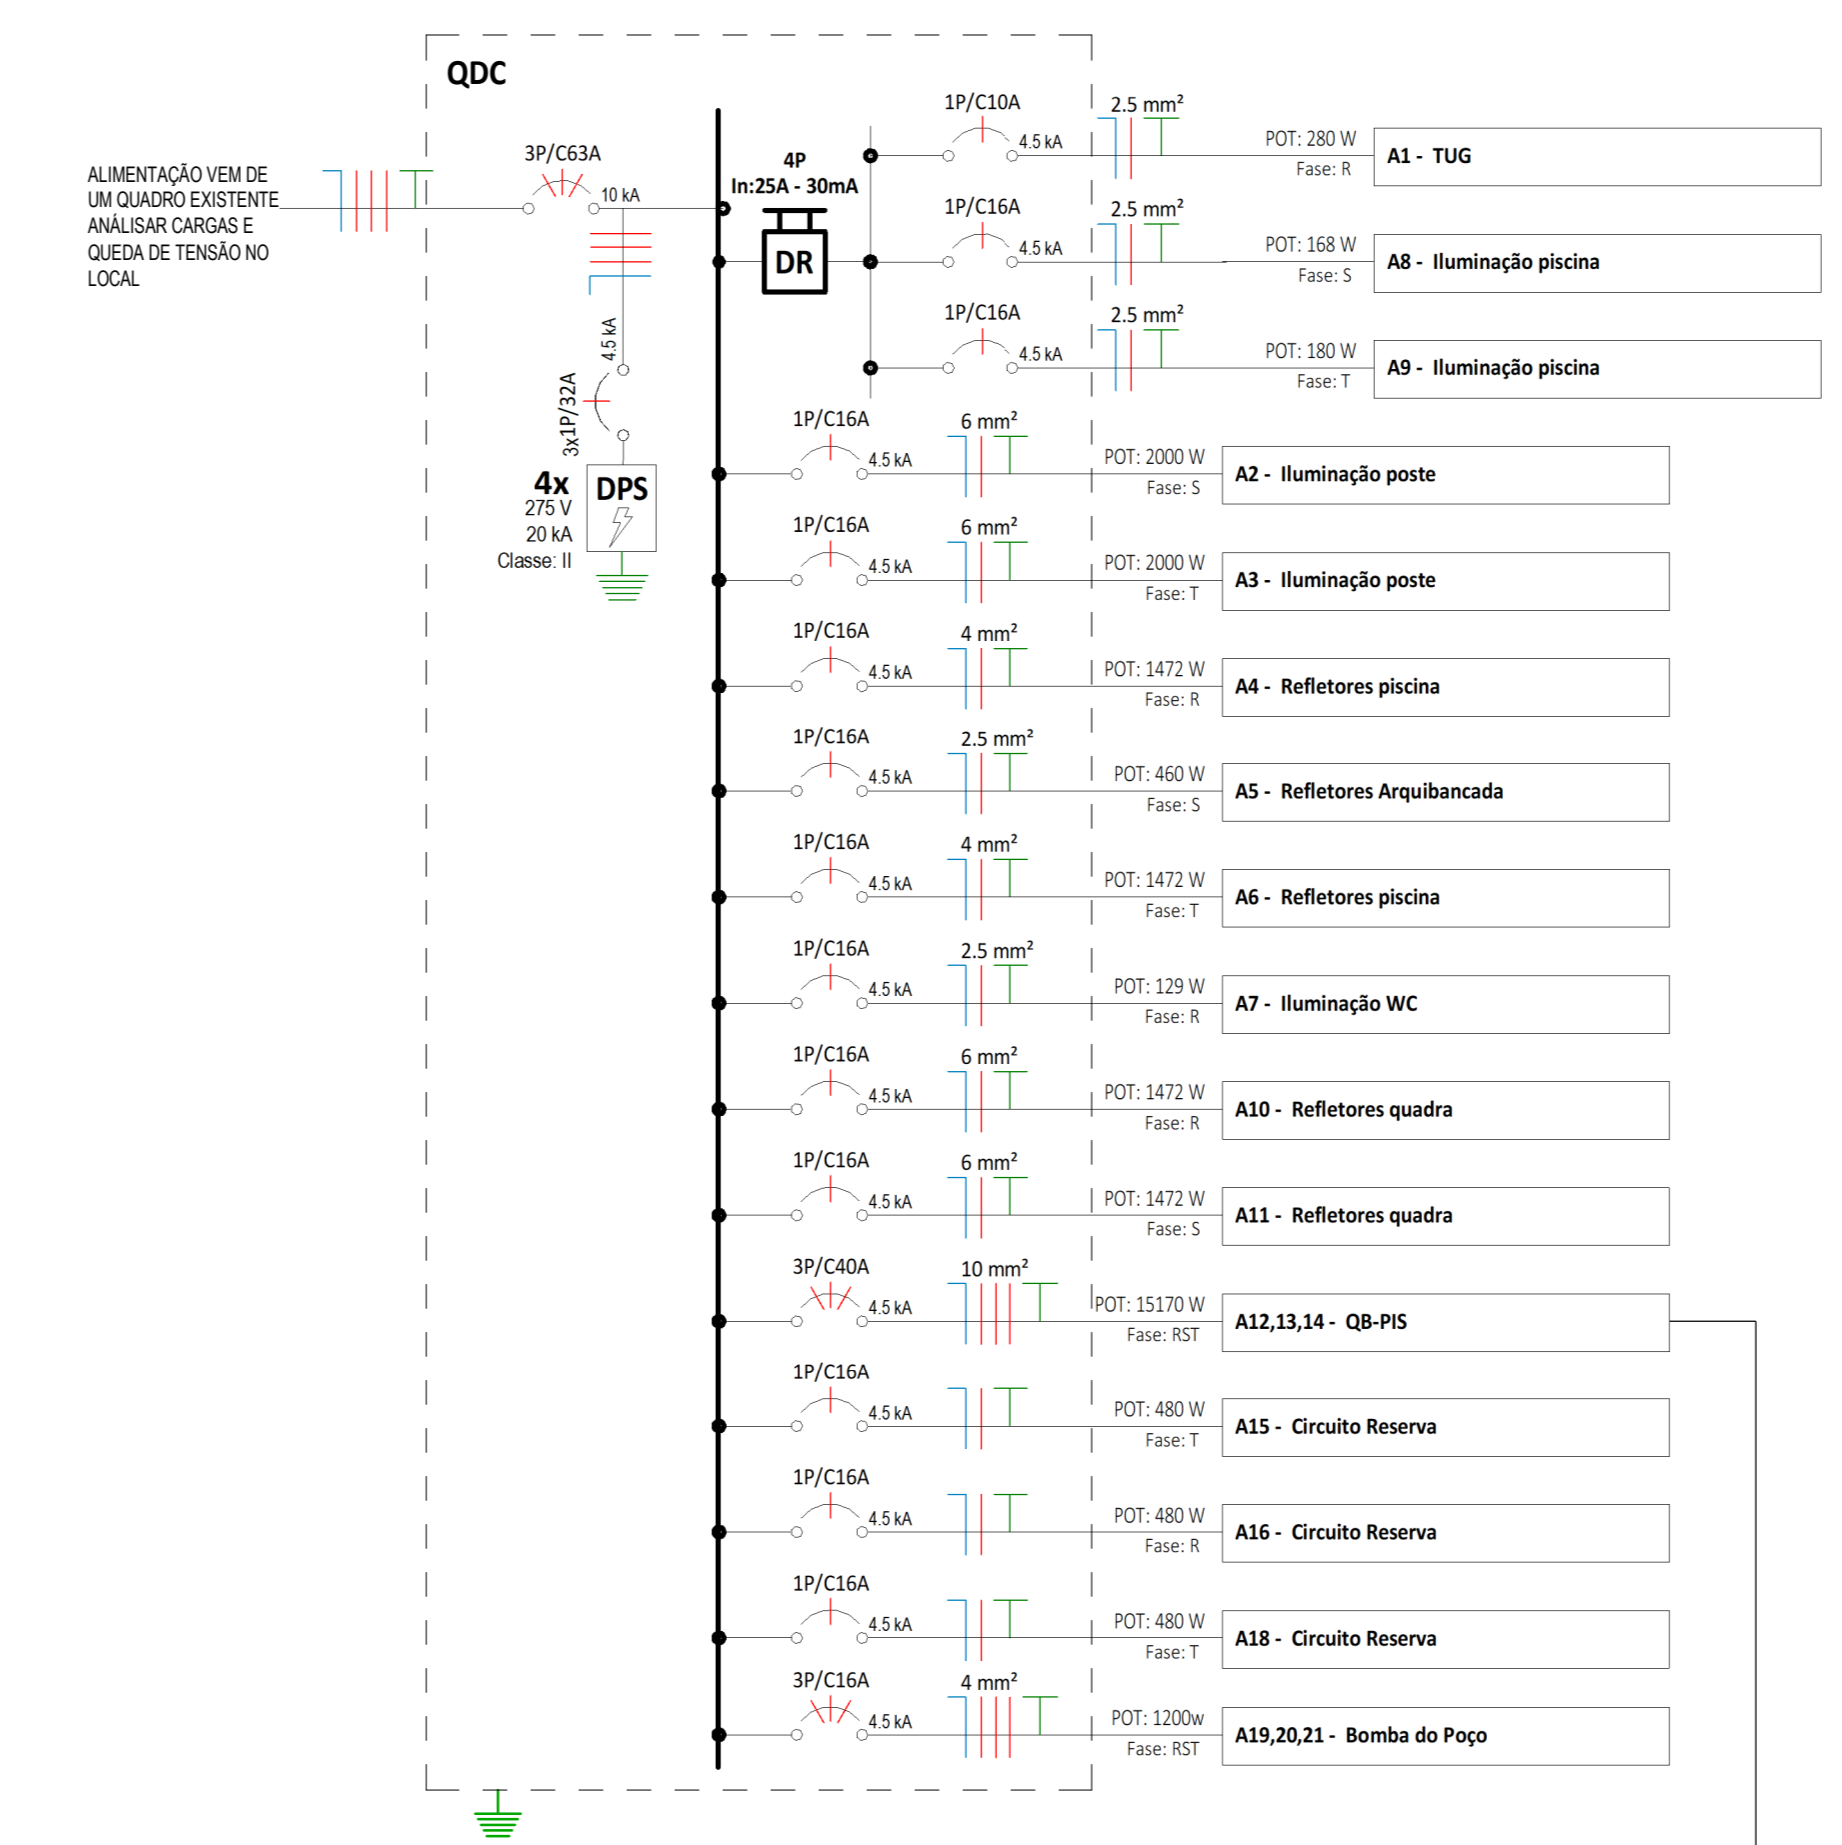 QDC
ALIMENTAÇÃO VEM DE
UM QUADRO EXISTENTE
ANÁLISAR CARGAS E
QUEDA DE TENSÃO NO
LOCAL
3P/C63A
10 kA
4.5 kA
3x1P/32A
4x
275 V
20 kA
Classe: II
DPS
4P
In:25A - 30mA
DR
1P/C10A
4.5 kA
2.5 mm²
POT: 280 W
Fase: R
A1 - TUG
1P/C16A
4.5 kA
2.5 mm²
POT: 168 W
Fase: S
A8 - Iluminação piscina
1P/C16A
4.5 kA
2.5 mm²
POT: 180 W
Fase: T
A9 - Iluminação piscina
1P/C16A
4.5 kA
6 mm²
POT: 2000 W
Fase: S
A2 - Iluminação poste
1P/C16A
4.5 kA
6 mm²
POT: 2000 W
Fase: T
A3 - Iluminação poste
1P/C16A
4.5 kA
4 mm²
POT: 1472 W
Fase: R
A4 - Refletores piscina
1P/C16A
4.5 kA
2.5 mm²
POT: 460 W
Fase: S
A5 - Refletores Arquibancada
1P/C16A
4.5 kA
4 mm²
POT: 1472 W
Fase: T
A6 - Refletores piscina
1P/C16A
4.5 kA
2.5 mm²
POT: 129 W
Fase: R
A7 - Iluminação WC
1P/C16A
4.5 kA
6 mm²
POT: 1472 W
Fase: R
A10 - Refletores quadra
1P/C16A
4.5 kA
6 mm²
POT: 1472 W
Fase: S
A11 - Refletores quadra
3P/C40A
4.5 kA
10 mm²
POT: 15170 W
Fase: RST
A12,13,14 - QB-PIS
1P/C16A
4.5 kA
POT: 480 W
Fase: T
A15 - Circuito Reserva
1P/C16A
4.5 kA
POT: 480 W
Fase: R
A16 - Circuito Reserva
1P/C16A
4.5 kA
POT: 480 W
Fase: T
A18 - Circuito Reserva
3P/C16A
4.5 kA
4 mm²
POT: 1200w
Fase: RST
A19,20,21 - Bomba do Poço